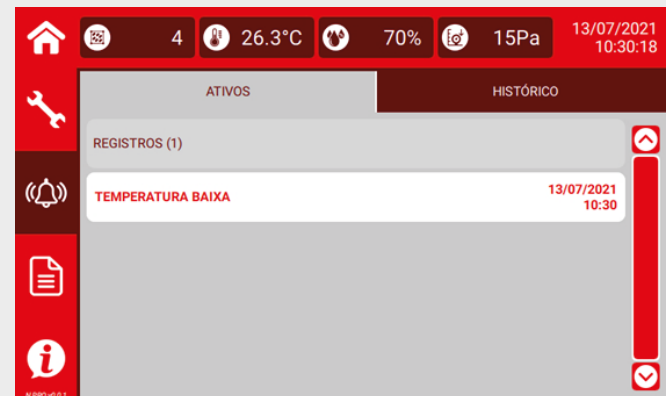 4 26.3°C 70% 15Pa 13/07/2021
10:30:18
ATIVOS HISTÓRICO
REGISTROS (1)
TEMPERATURA BAIXA 13/07/2021
10:30